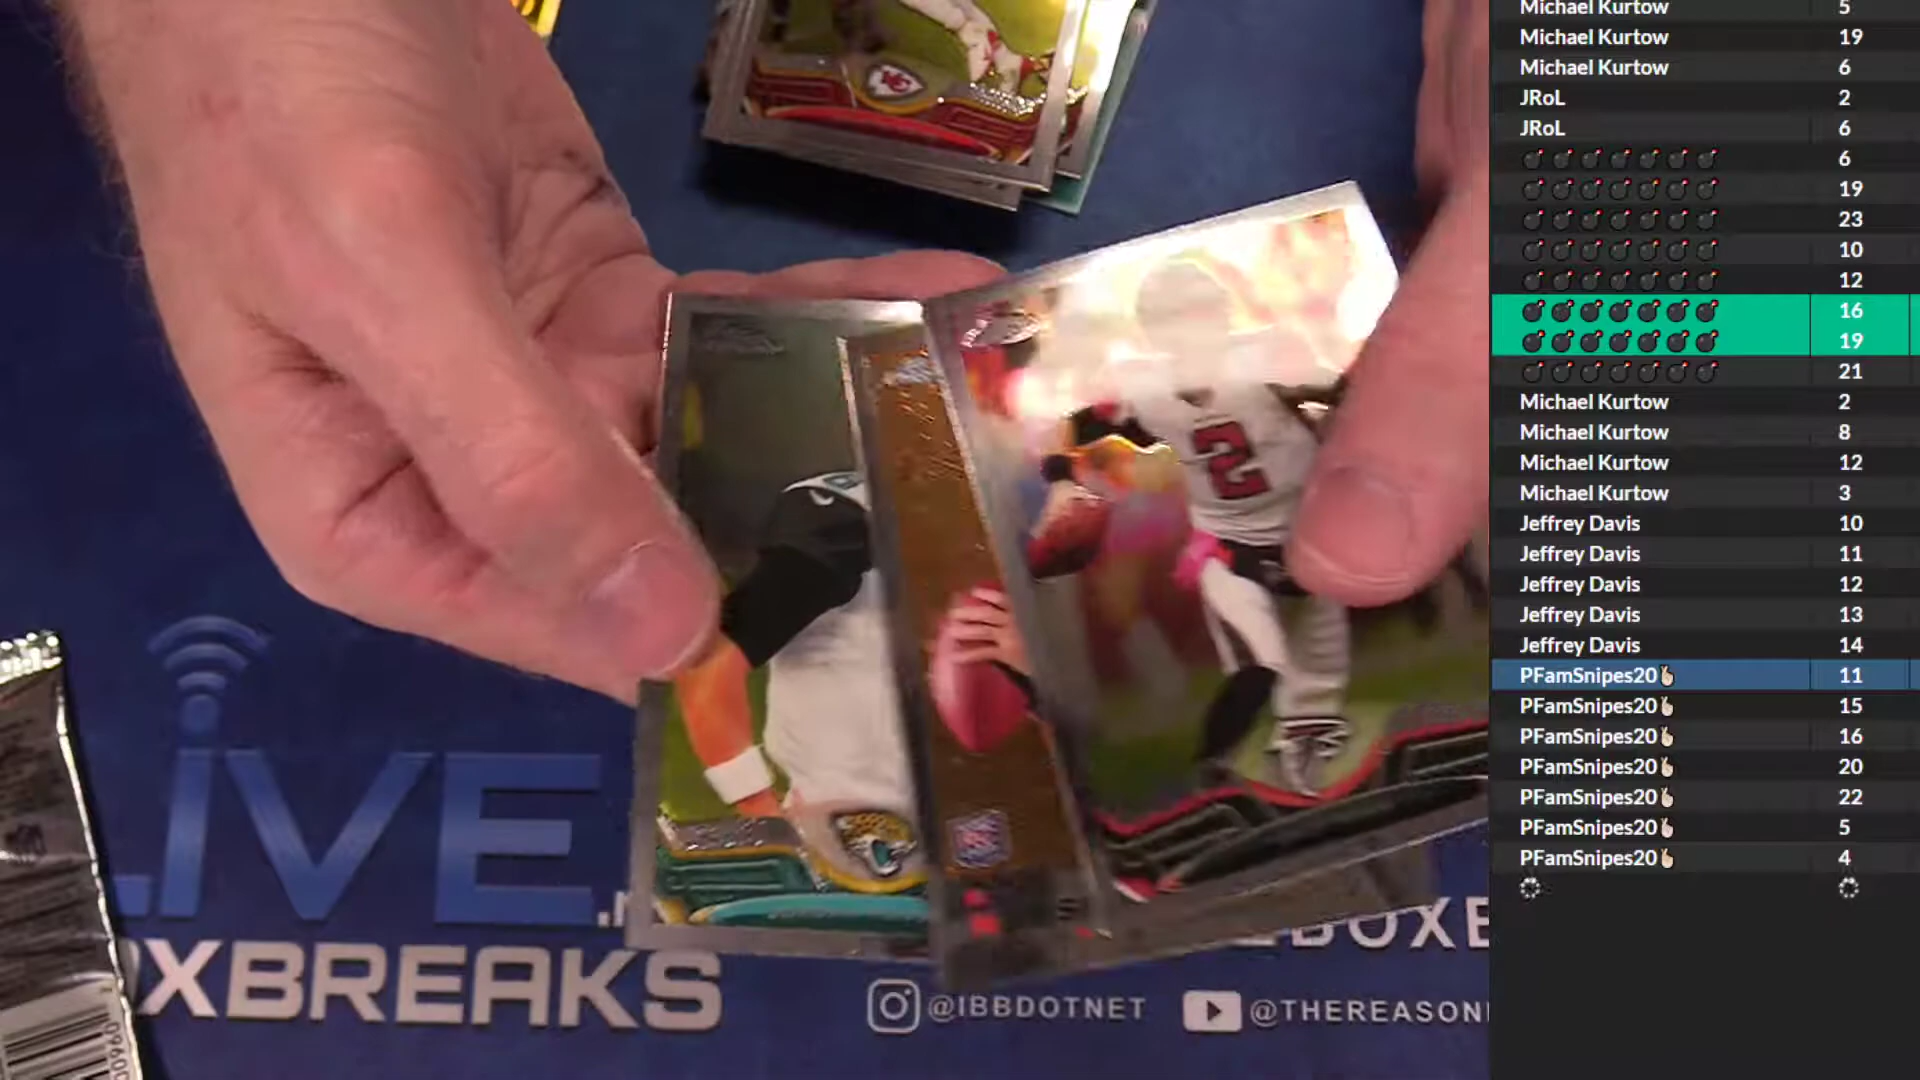 Michael Kurtow 5
Michael Kurtow 19
Michael Kurtow 6
JRoL 2
JRoL 6
💣💣💣💣💣💣💣 6
💣💣💣💣💣💣💣 19
💣💣💣💣💣💣💣 23
💣💣💣💣💣💣💣 10
💣💣💣💣💣💣💣 12
💣💣💣💣💣💣💣 16
💣💣💣💣💣💣💣 19
💣💣💣💣💣💣💣 21
Michael Kurtow 2
Michael Kurtow 8
Michael Kurtow 12
Michael Kurtow 3
Jeffrey Davis 10
Jeffrey Davis 11
Jeffrey Davis 12
Jeffrey Davis 13
Jeffrey Davis 14
PFamSnipes20🤞🏻 11
PFamSnipes20🤞🏻 15
PFamSnipes20🤞🏻 16
PFamSnipes20🤞🏻 20
PFamSnipes20🤞🏻 22
PFamSnipes20🤞🏻 5
PFamSnipes20🤞🏻 4
KC
2
LIVE
OXBREAKS
@IBBDOTNET
@THEREASON
00960